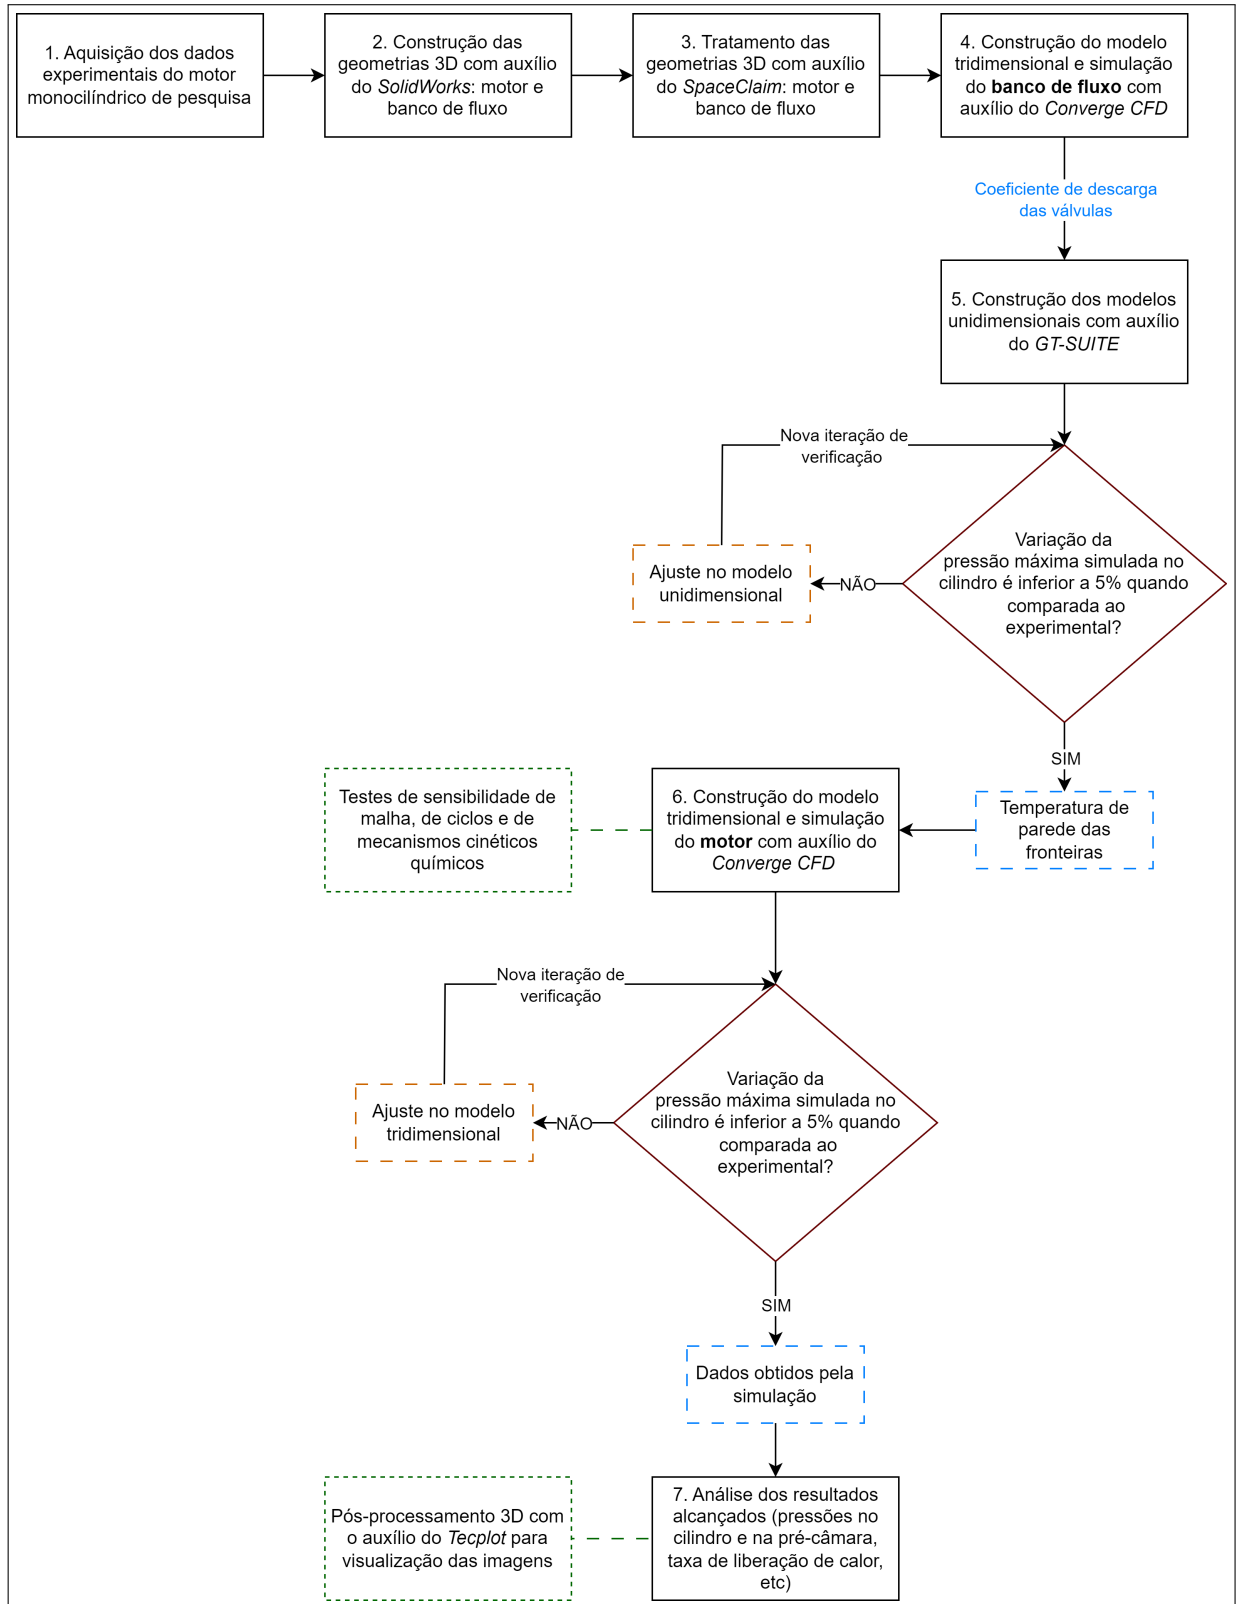 1. Aquisição dos dados
experimentais do motor
monocilíndrico de pesquisa
2. Construção das
geometrias 3D com auxílio
do SolidWorks: motor e
banco de fluxo
3. Tratamento das
geometrias 3D com auxílio
do SpaceClaim: motor e
banco de fluxo
4. Construção do modelo
tridimensional e simulação
do banco de fluxo com
auxílio do Converge CFD
Coeficiente de descarga
das válvulas
5. Construção dos modelos
unidimensionais com auxílio
do GT-SUITE
Nova iteração de
verificação
Variação da
pressão máxima simulada no
cilindro é inferior a 5% quando
comparada ao
experimental?
NÃO
Ajuste no modelo
unidimensional
SIM
Temperatura de
parede das
fronteiras
6. Construção do modelo
tridimensional e simulação
do motor com auxílio do
Converge CFD
Testes de sensibilidade de
malha, de ciclos e de
mecanismos cinéticos
químicos
Nova iteração de
verificação
Variação da
pressão máxima simulada no
cilindro é inferior a 5% quando
comparada ao
experimental?
NÃO
Ajuste no modelo
tridimensional
SIM
Dados obtidos pela
simulação
7. Análise dos resultados
alcançados (pressões no
cilindro e na pré-câmara,
taxa de liberação de calor,
etc)
Pós-processamento 3D com
o auxílio do Tecplot para
visualização das imagens